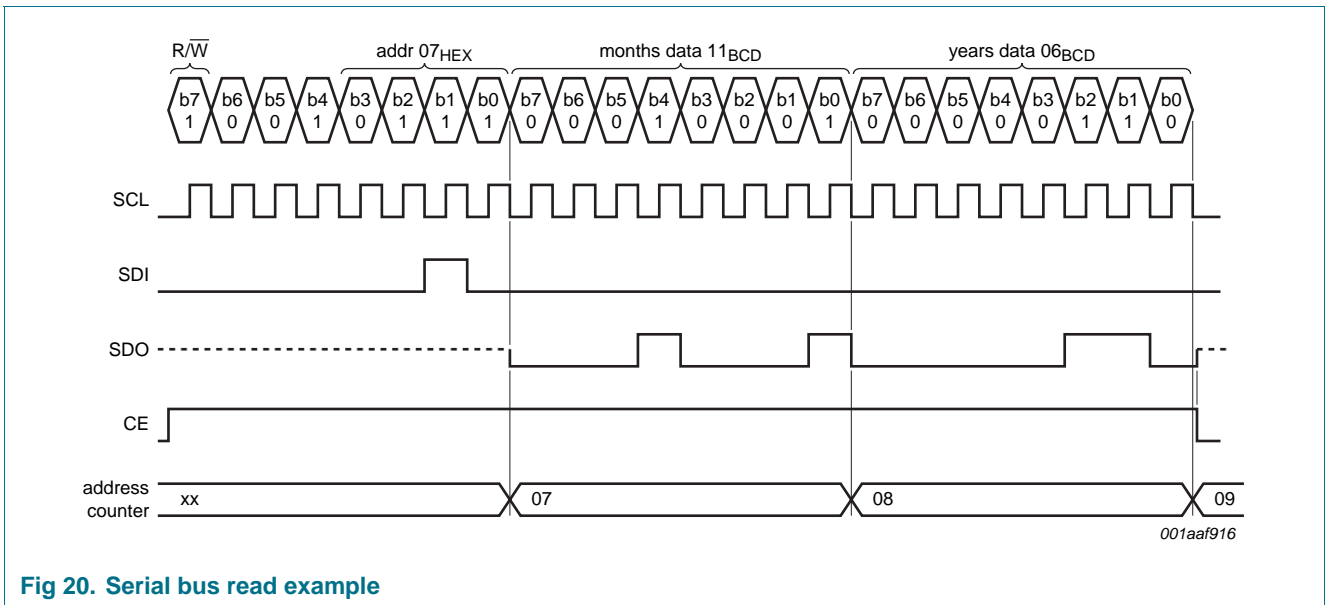 R/W addr 07HEX months data 11BCD years data 06BCD
b7 b6 b5 b4 b3 b2 b1 b0 b7 b6 b5 b4 b3 b2 b1 b0 b7 b6 b5 b4 b3 b2 b1 b0
1 0 0 1 0 1 1 1 0 0 0 1 0 0 0 1 0 0 0 0 0 1 1 0
SCL
SDI
SDO
CE
address
counter
xx 07 08 09
001aaf916
Fig 20. Serial bus read example